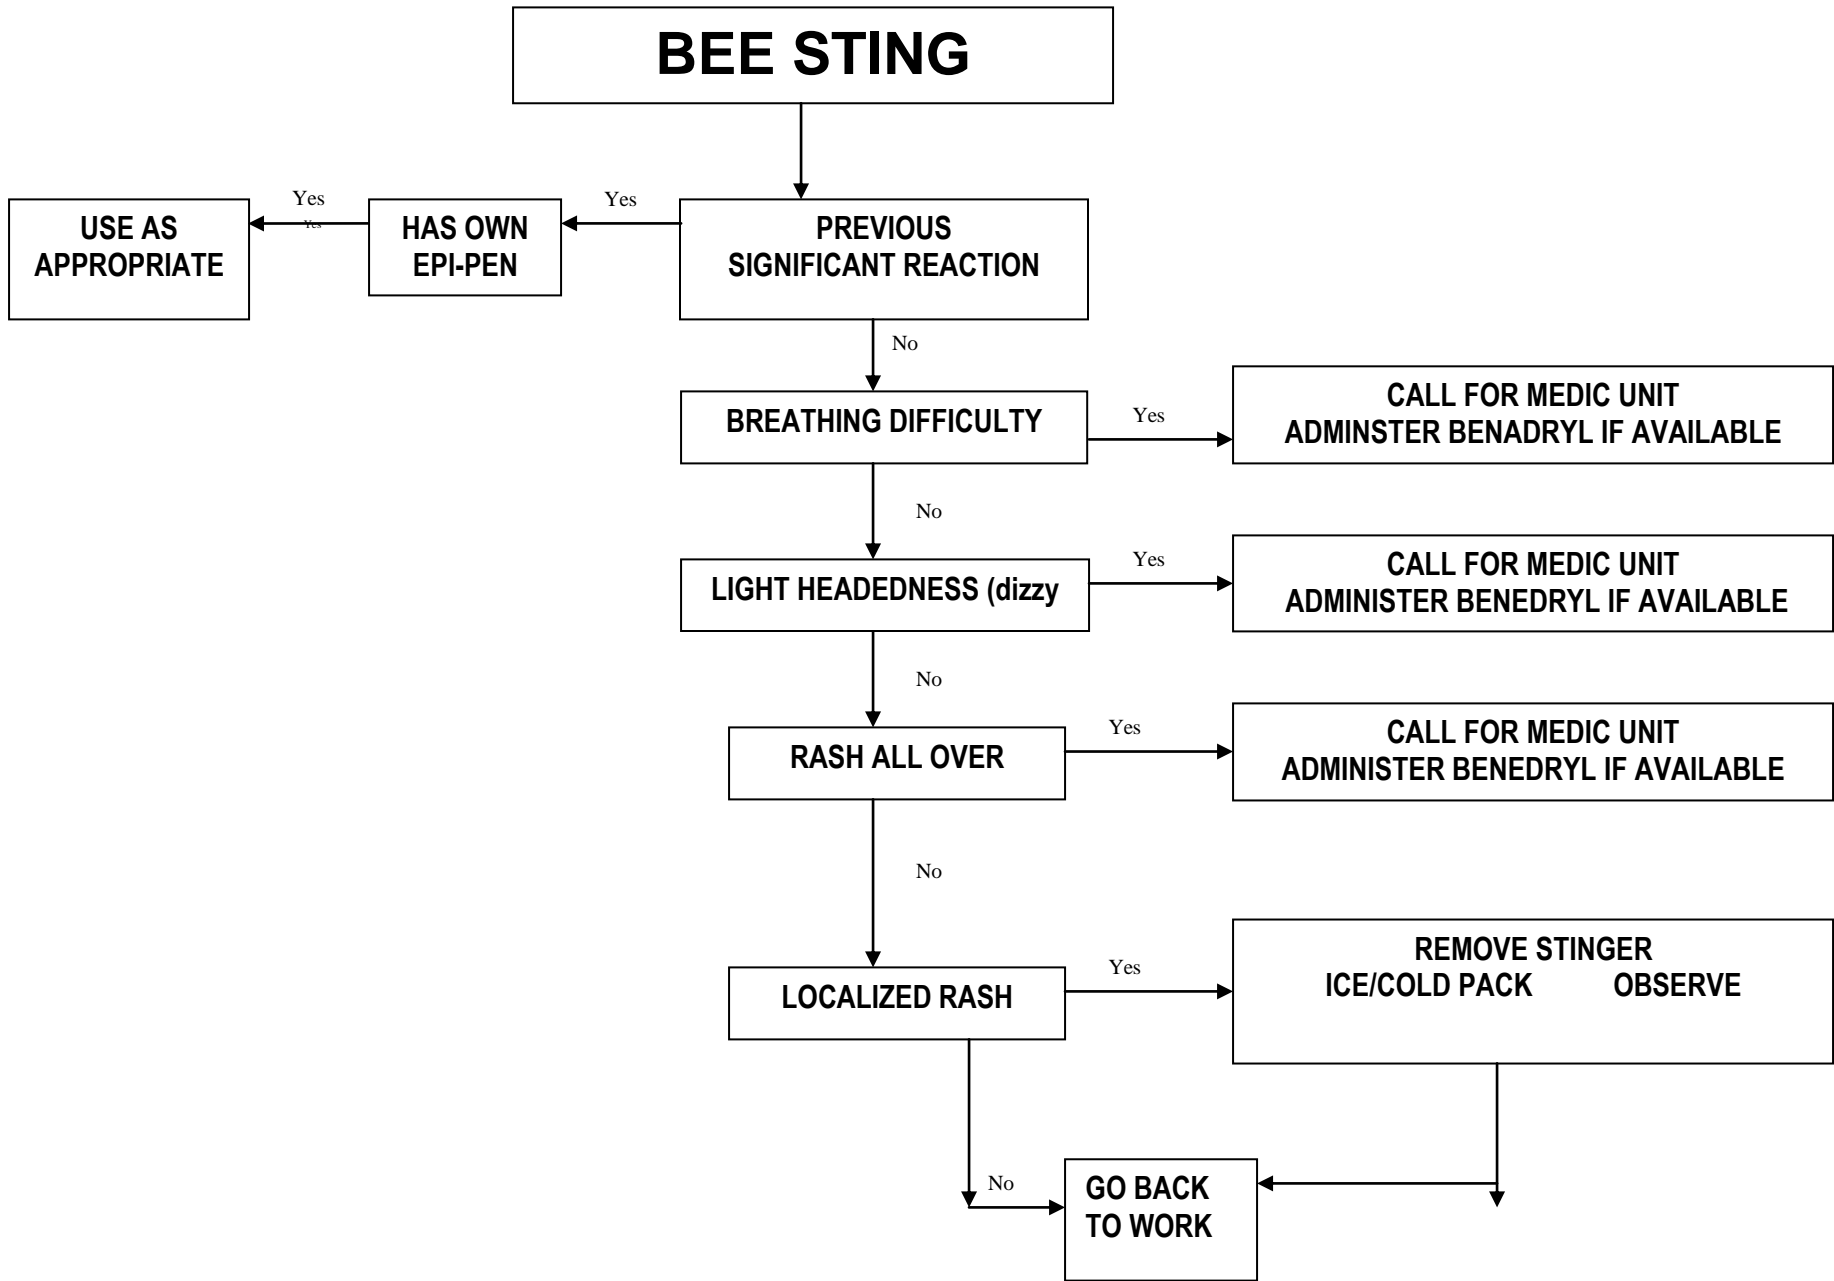 BEE STING
Yes
Yes
Yes
USE AS
APPROPRIATE
HAS OWN
EPI-PEN
PREVIOUS
SIGNIFICANT REACTION
No
BREATHING DIFFICULTY
Yes
CALL FOR MEDIC UNIT
ADMINSTER BENADRYL IF AVAILABLE
No
LIGHT HEADEDNESS (dizzy
Yes
CALL FOR MEDIC UNIT
ADMINISTER BENEDRYL IF AVAILABLE
No
RASH ALL OVER
Yes
CALL FOR MEDIC UNIT
ADMINISTER BENEDRYL IF AVAILABLE
No
LOCALIZED RASH
Yes
REMOVE STINGER
ICE/COLD PACK OBSERVE
No
GO BACK
TO WORK